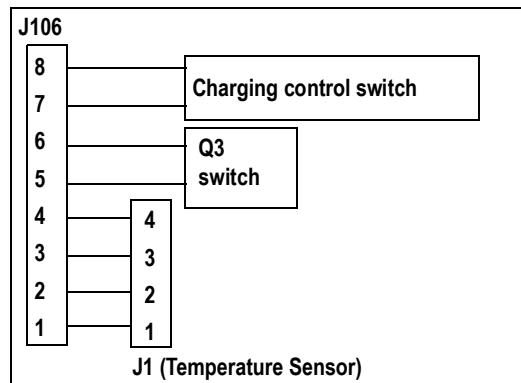 J106
8
Charging control switch
7
6
Q3
switch
5
4
4
3
3
2
2
1
1
J1 (Temperature Sensor)